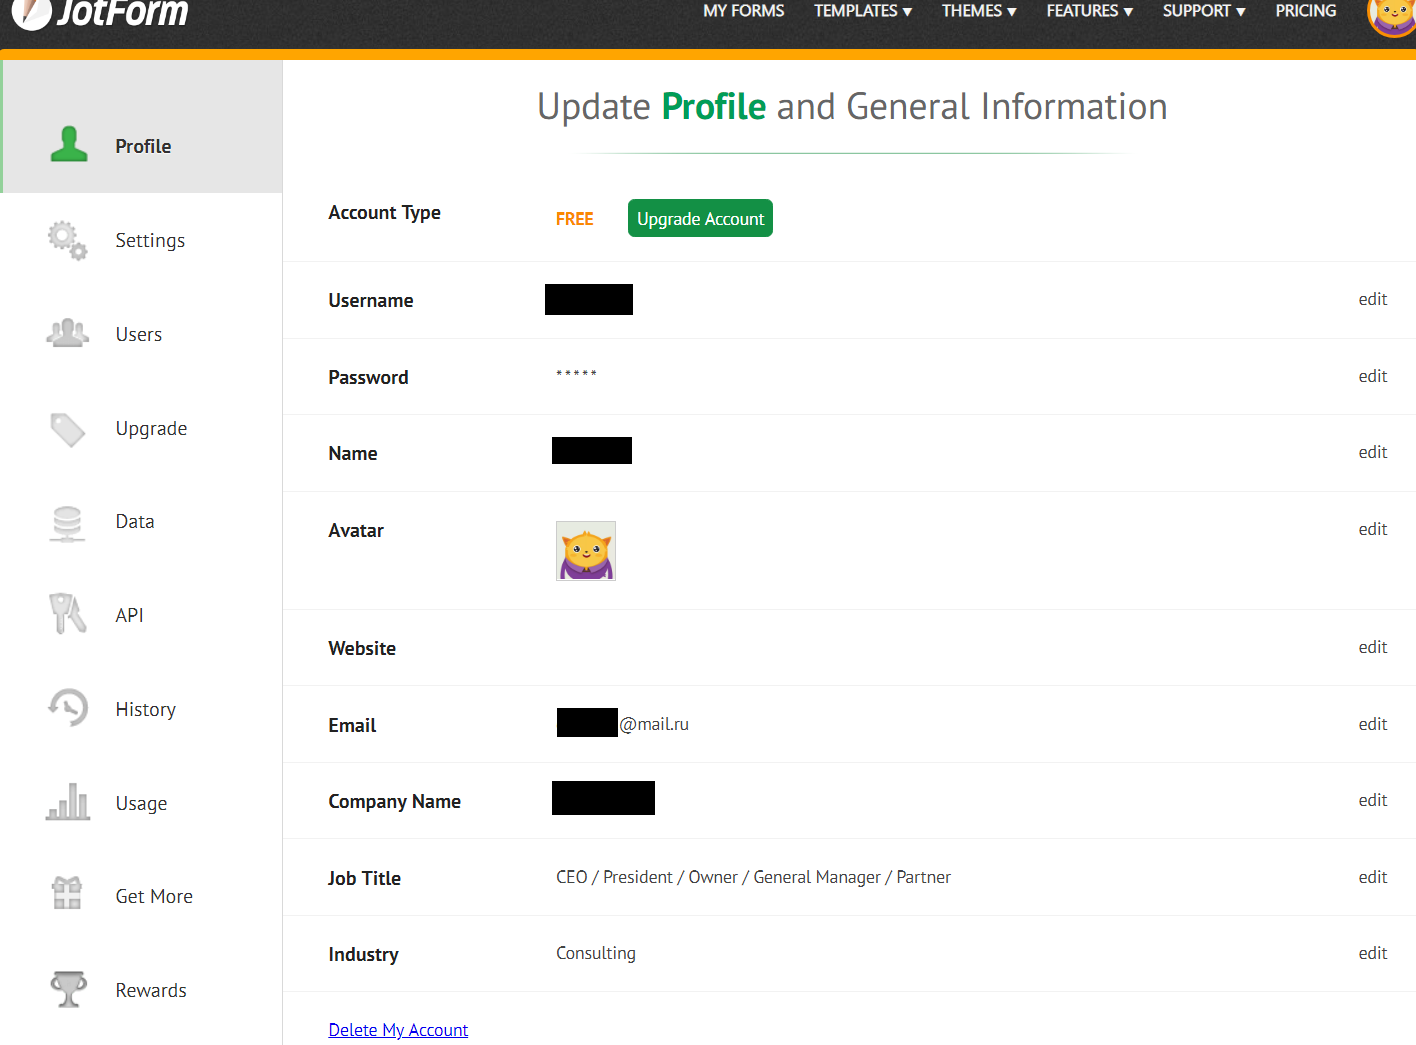 JotForm
MY FORMS TEMPLATES ▼ THEMES ▼ FEATURES ▼ SUPPORT ▼ PRICING
Update Profile and General Information
Profile
Settings
Users
Upgrade
Data
API
History
Usage
Get More
Rewards
Account Type FREE Upgrade Account
Username edit
Password ***** edit
Name edit
Avatar edit
Website edit
Email @mail.ru edit
Company Name edit
Job Title CEO / President / Owner / General Manager / Partner edit
Industry Consulting edit
Delete My Account